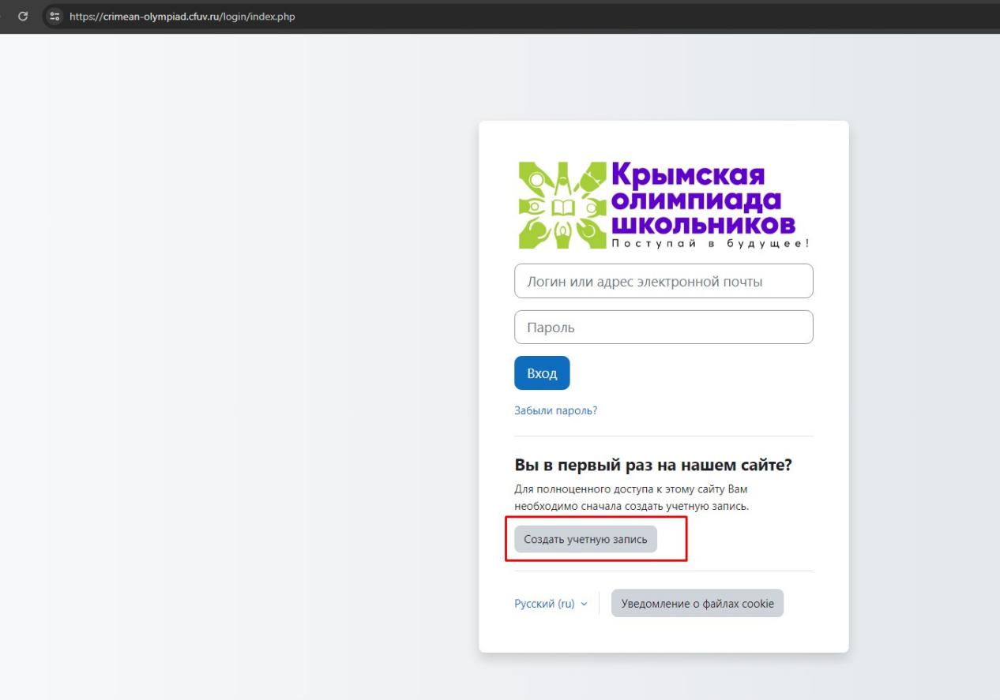 https://crimean-olympiad.cfuv.ru/login/index.php
Крымская
олимпиада
школьников
Поступай в будущее!
Логин или адрес электронной почты
Пароль
Вход
Забыли пароль?
Вы в первый раз на нашем сайте?
Для полноценного доступа к этому сайту Вам
необходимо сначала создать учетную запись.
Создать учетную запись
Русский (ru)
Уведомление о файлах cookie